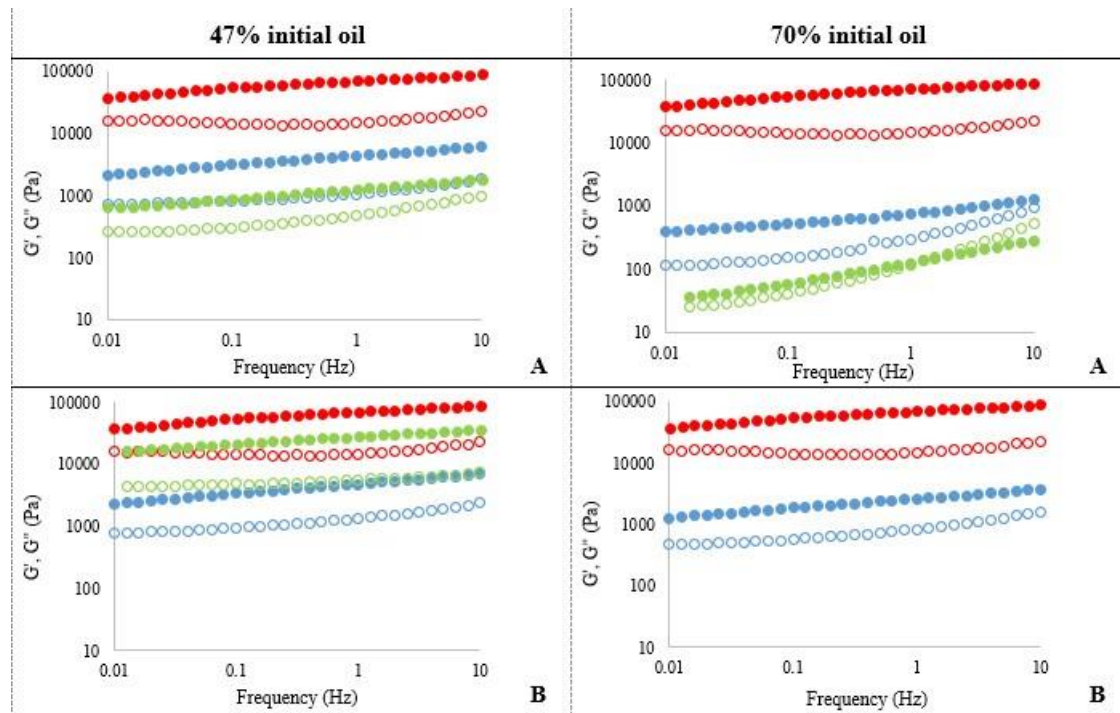 47% initial oil
70% initial oil
G', G" (Pa)
100000
10000
1000
100
10
0.01 0.1 1 10
Frequency (Hz)
A
G', G" (Pa)
100000
10000
1000
100
10
0.01 0.1 1 10
Frequency (Hz)
A
G', G" (Pa)
100000
10000
1000
100
10
0.01 0.1 1 10
Frequency (Hz)
B
G', G" (Pa)
100000
10000
1000
100
10
0.01 0.1 1 10
Frequency (Hz)
B